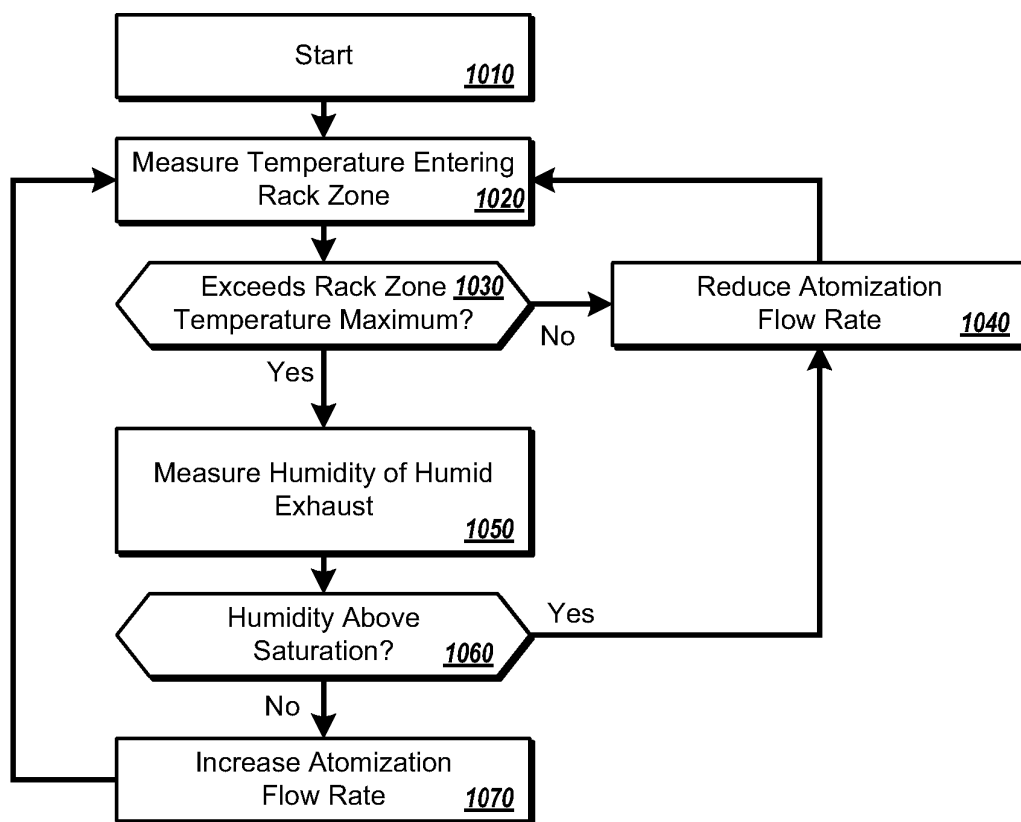 Start
1010
Measure Temperature Entering
Rack Zone
1020
Exceeds Rack Zone 1030
Temperature Maximum?
No
Reduce Atomization
Flow Rate
1040
Yes
Measure Humidity of Humid
Exhaust
1050
Humidity Above
Saturation?
1060
Yes
No
Increase Atomization
Flow Rate
1070